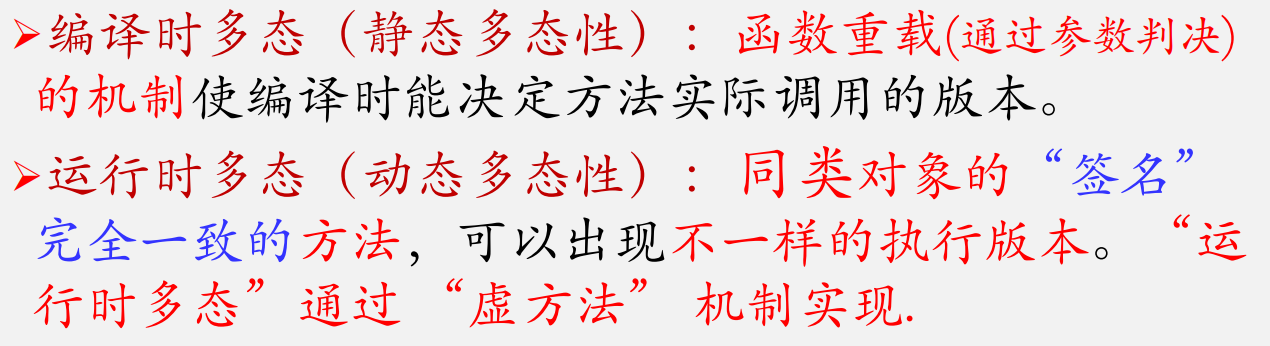 ➢编译时多态（静态多态性）：函数重载(通过参数判决)
的机制使编译时能决定方法实际调用的版本。
➢运行时多态（动态多态性）：同类对象的“签名”
完全一致的方法，可以出现不一样的执行版本。“运
行时多态”通过“虚方法” 机制实现.